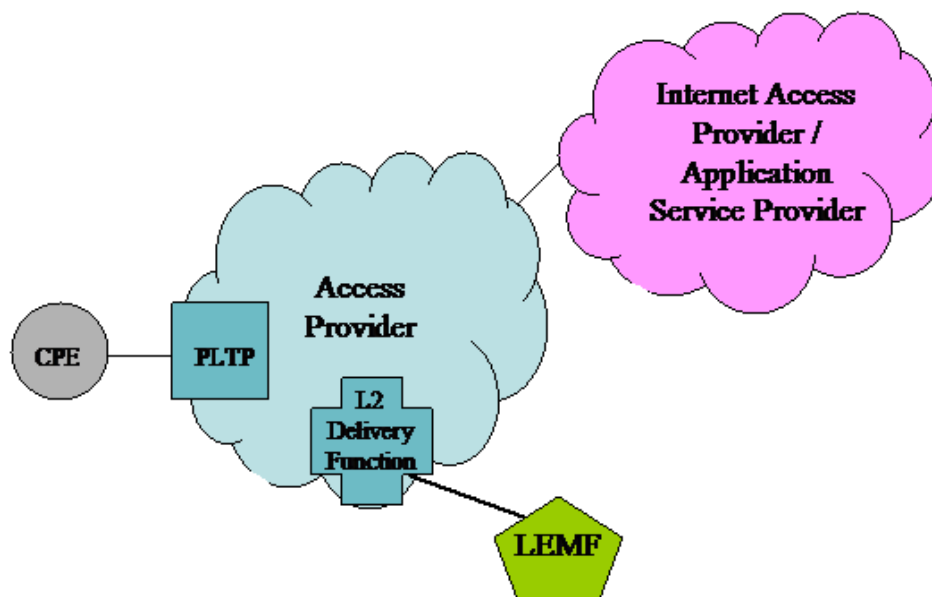 Internet Access
Provider /
Application
Service Provider
Access
Provider
CPE
PLTP
L2
Delivery
Function
LEMF